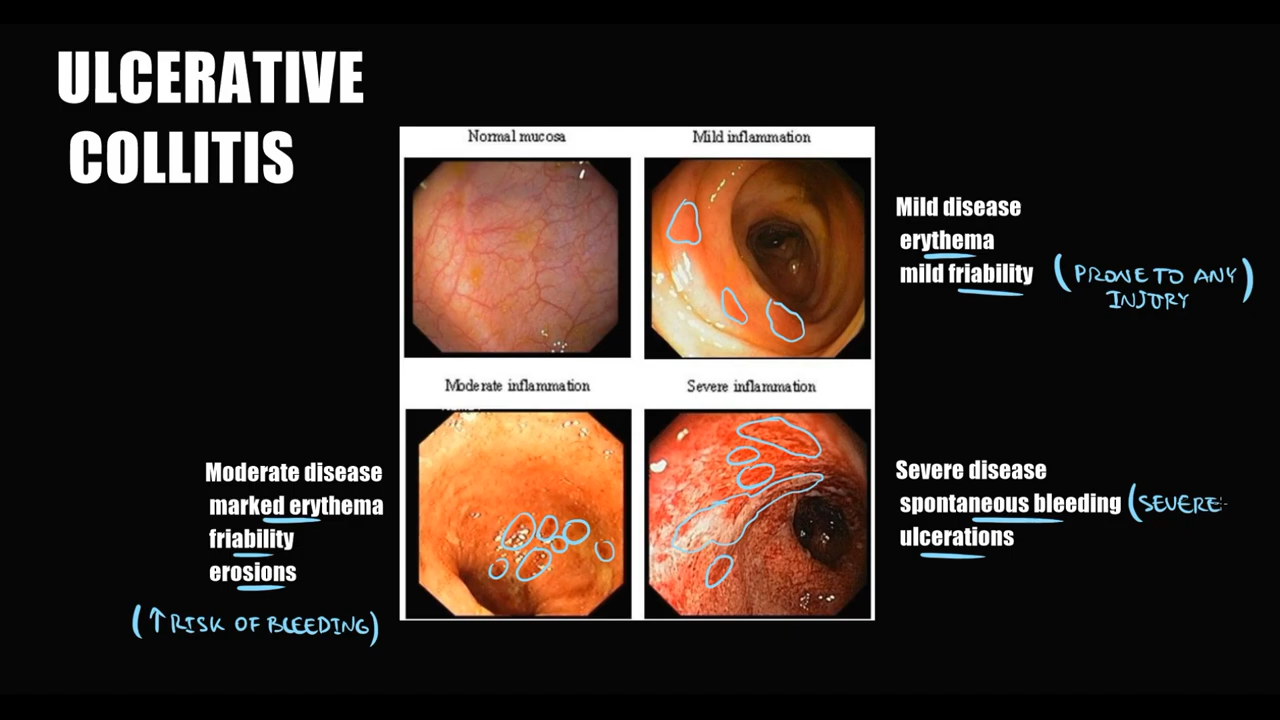 ULCERATIVE
COLLITIS
Normal mucosa
Mild inflammation
Mild disease
erythema
mild friability
(PRONE TO ANY)
INJURY
Moderate inflammation
Severe inflammation
Moderate disease
marked erythema
friability
erosions
(↑ RISK OF BLEEDING)
Severe disease
spontaneous bleeding (SEVERE
ulcerations